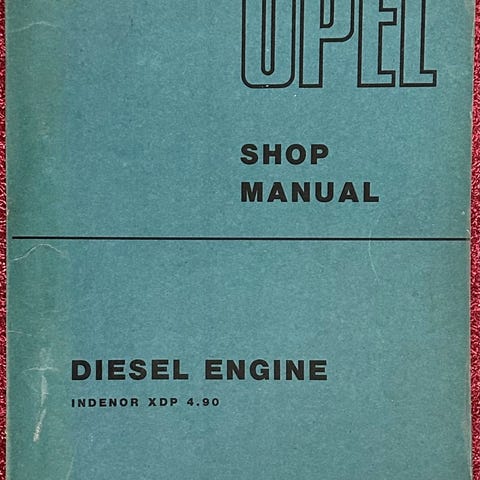 OPEL
SHOP
MANUAL
DIESEL ENGINE
INDENOR XDP 4.90